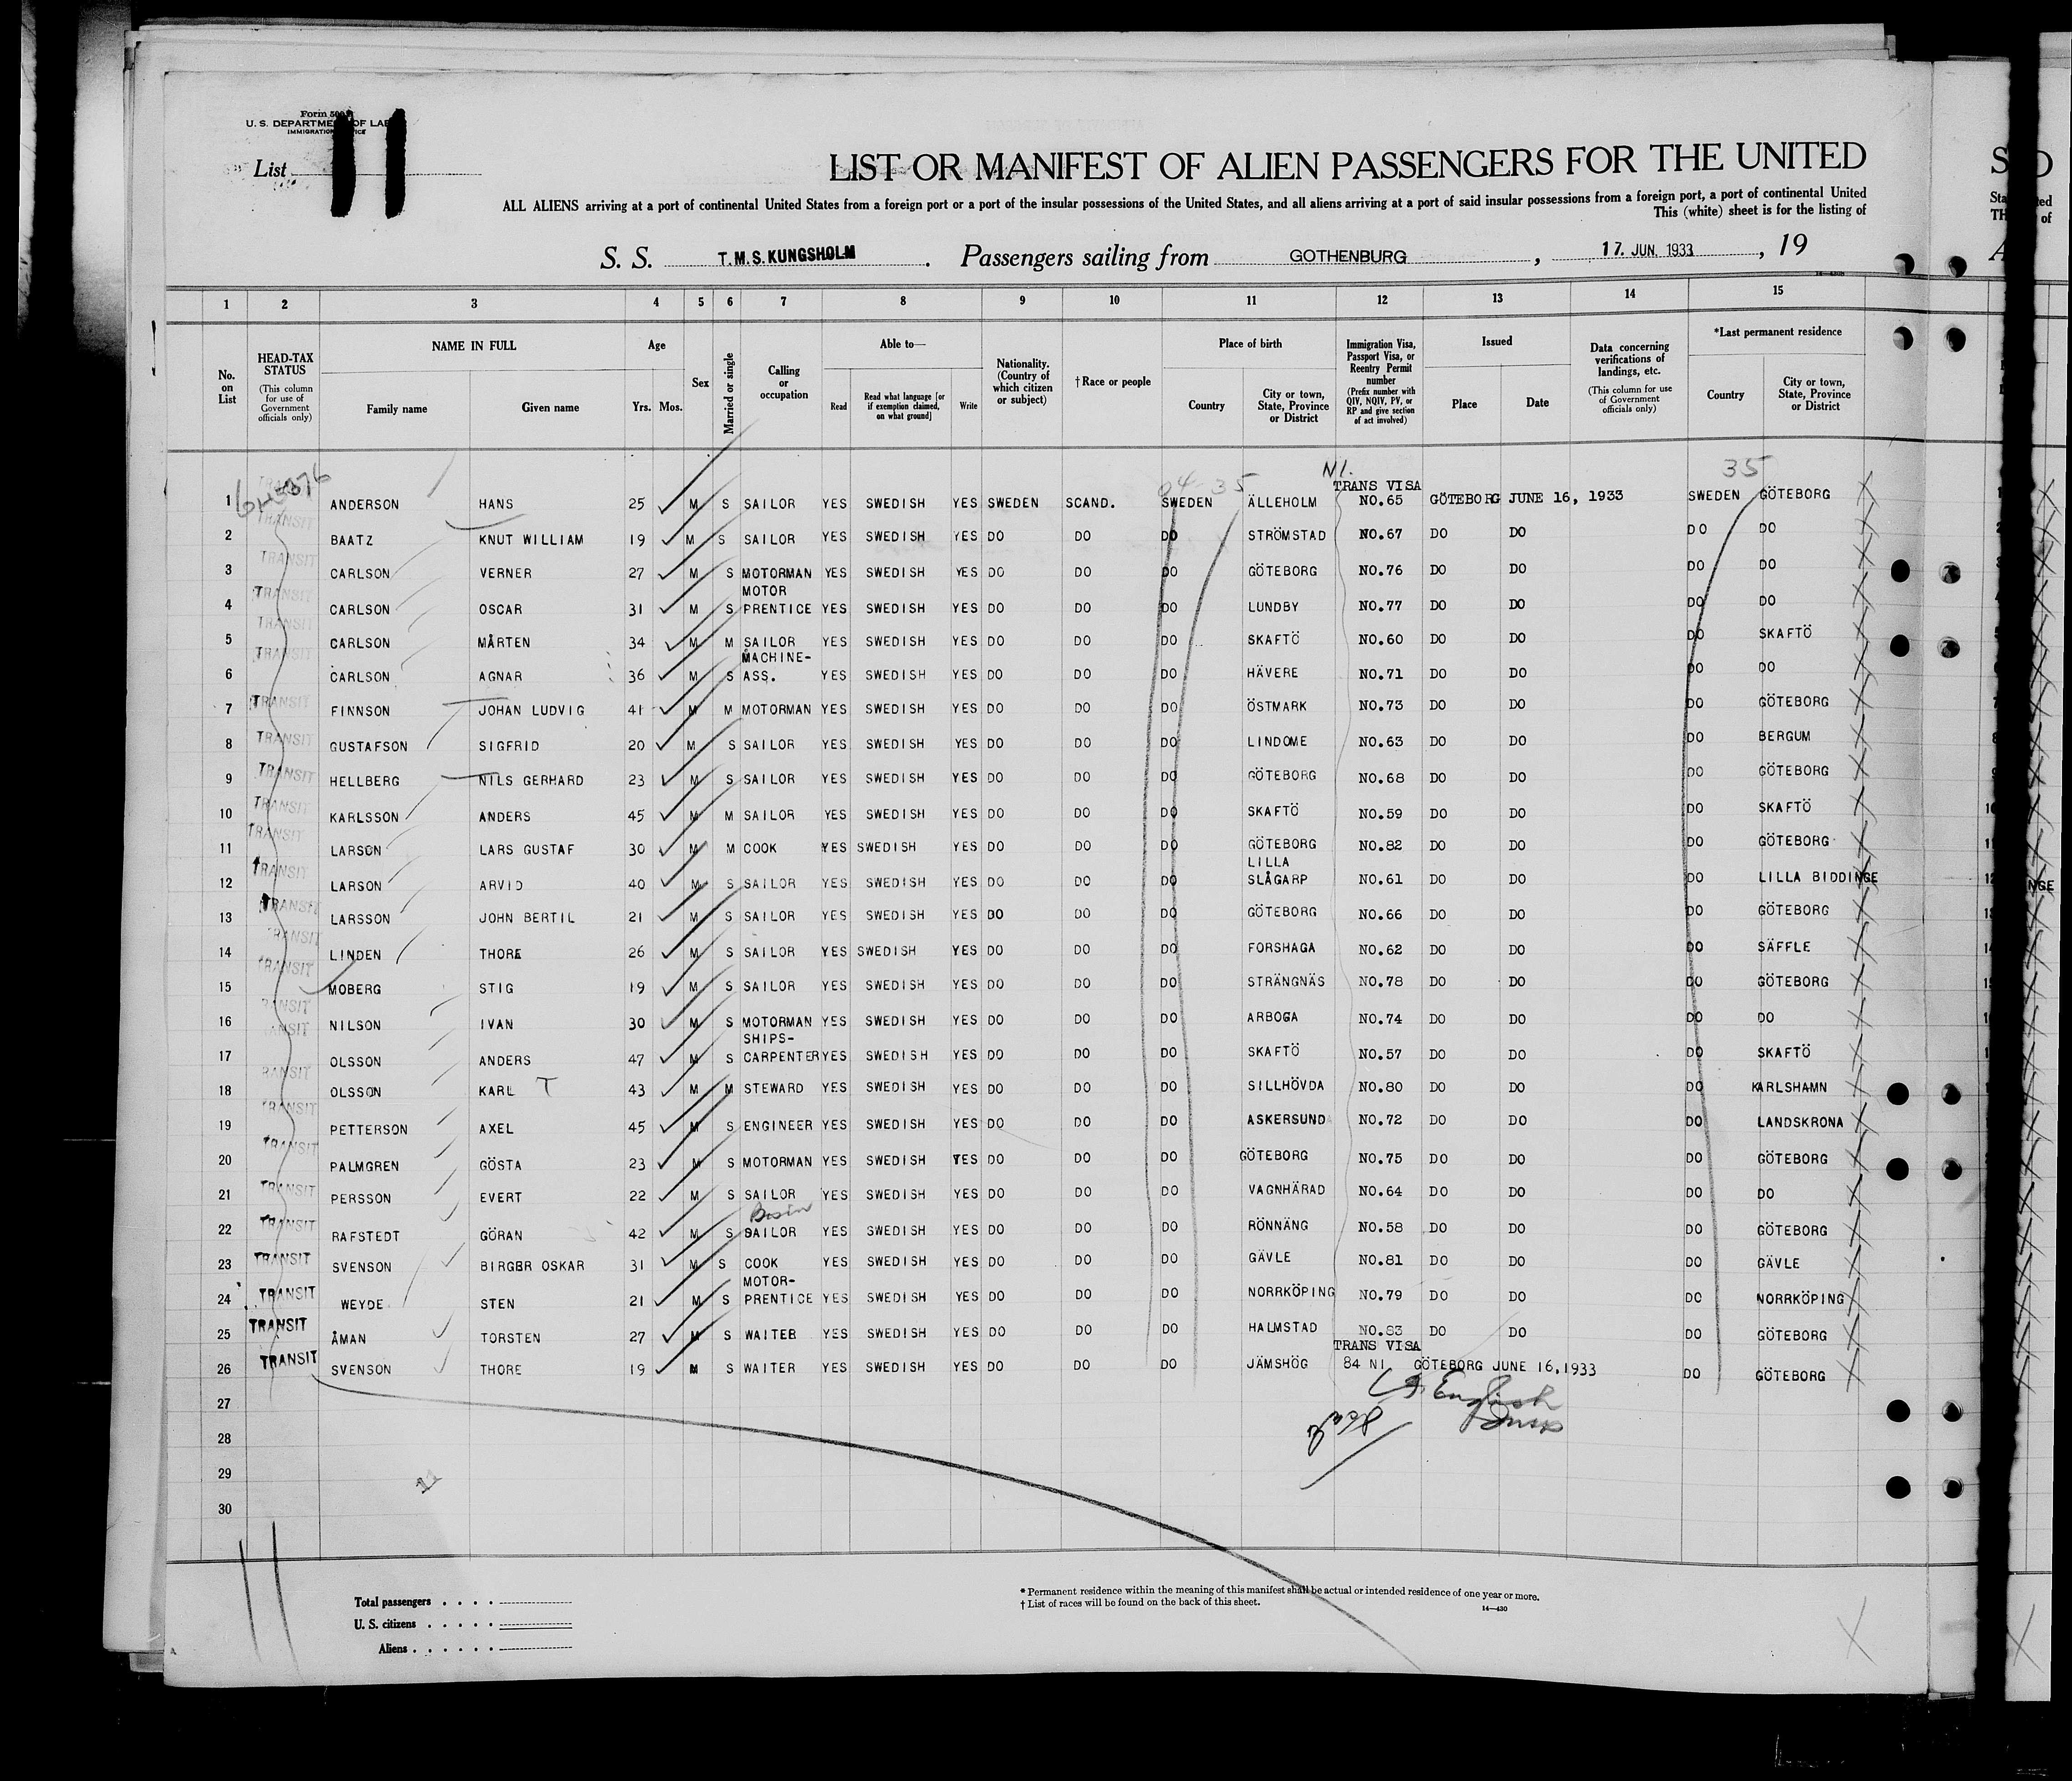 Form 500
U. S. DEPARTMENT OF LABOR
IMMIGRATION SERVICE
List 11
LIST OR MANIFEST OF ALIEN PASSENGERS FOR THE UNITED
ALL ALIENS arriving at a port of continental United States from a foreign port or a port of the insular possessions of the United States, and all aliens arriving at a port of said insular possessions from a foreign port, a port of continental United
This (white) sheet is for the listing of
S. S. T.M.S. KUNGSHOLM. Passengers sailing from GOTHENBURG, 17. JUN. 1933, 19
1 2 3 4 5 6 7 8 9 10 11 12 13 14 15
No. on List
HEAD-TAX STATUS (This column for use of Government officials only)
NAME IN FULL Family name Given name
Age Yrs. Mos.
Sex
Married or single
Calling or occupation
Able to— Read Read what language [or if exemption claimed, on what ground] Write
Nationality. (Country of which citizen or subject)
†Race or people
Place of birth Country City or town, State, Province or District
Immigration Visa, Passport Visa, or Reentry Permit number (Prefix number with QIV, NQIV, PV, or RP and give section of act involved)
Issued Place Date
Data concerning verifications of landings, etc. (This column for use of Government officials only)
*Last permanent residence Country City or town, State, Province or District
04-35 N1. 35
TRANS VISA
1 ANDERSON HANS 25 M S SAILOR YES SWEDISH YES SWEDEN SCAND. SWEDEN ÄLLEHOLM NO.65 GÖTEBORG JUNE 16, 1933 SWEDEN GÖTEBORG
2 TRANSIT BAATZ KNUT WILLIAM 19 M S SAILOR YES SWEDISH YES DO DO DO STRÖMSTAD NO.67 DO DO DO DO
3 TRANSIT CARLSON VERNER 27 M S MOTORMAN YES SWEDISH YES DO DO DO GÖTEBORG NO.76 DO DO DO DO
4 TRANSIT CARLSON OSCAR 31 M S MOTOR PRENTICE YES SWEDISH YES DO DO DO LUNDBY NO.77 DO DO DO DO
5 TRANSIT CARLSON MÅRTEN 34 M M SAILOR YES SWEDISH YES DO DO DO SKAFTÖ NO.60 DO DO DO SKAFTÖ
6 TRANSIT CARLSON AGNAR 36 M S MACHINE-ASS. YES SWEDISH YES DO DO DO HÄVERE NO.71 DO DO DO DO
7 TRANSIT FINNSON JOHAN LUDVIG 41 M M MOTORMAN YES SWEDISH YES DO DO DO ÖSTMARK NO.73 DO DO DO GÖTEBORG
8 TRANSIT GUSTAFSON SIGFRID 20 M S SAILOR YES SWEDISH YES DO DO DO LINDOME NO.63 DO DO DO BERGUM
9 TRANSIT HELLBERG NILS GERHARD 23 M S SAILOR YES SWEDISH YES DO DO DO GÖTEBORG NO.68 DO DO DO GÖTEBORG
10 TRANSIT KARLSSON ANDERS 45 M M SAILOR YES SWEDISH YES DO DO DO SKAFTÖ NO.59 DO DO DO SKAFTÖ
11 TRANSIT LARSON LARS GUSTAF 30 M M COOK YES SWEDISH YES DO DO DO GÖTEBORG NO.82 DO DO DO GÖTEBORG
12 TRANSIT LARSON ARVID 40 M S SAILOR YES SWEDISH YES DO DO DO LILLA SLÅGARP NO.61 DO DO DO LILLA BIDDINGE
13 TRANSIT LARSSON JOHN BERTIL 21 M S SAILOR YES SWEDISH YES DO DO DO GÖTEBORG NO.66 DO DO DO GÖTEBORG
14 TRANSIT LINDEN THORE 26 M S SAILOR YES SWEDISH YES DO DO DO FORSHAGA NO.62 DO DO DO SÄFFLE
15 TRANSIT MOBERG STIG 19 M S SAILOR YES SWEDISH YES DO DO DO STRÄNGNÄS NO.78 DO DO DO GÖTEBORG
16 TRANSIT NILSON IVAN 30 M S MOTORMAN YES SWEDISH YES DO DO DO ARBOGA NO.74 DO DO DO DO
17 TRANSIT OLSSON ANDERS 47 M S SHIPS-CARPENTER YES SWEDISH YES DO DO DO SKAFTÖ NO.57 DO DO DO SKAFTÖ
18 TRANSIT OLSSON KARL T 43 M M STEWARD YES SWEDISH YES DO DO DO SILLHÖVDA NO.80 DO DO DO KARLSHAMN
19 TRANSIT PETTERSON AXEL 45 M S ENGINEER YES SWEDISH YES DO DO DO ASKERSUND NO.72 DO DO DO LANDSKRONA
20 TRANSIT PALMGREN GÖSTA 23 M S MOTORMAN YES SWEDISH YES DO DO DO GÖTEBORG NO.75 DO DO DO GÖTEBORG
21 TRANSIT PERSSON EVERT 22 M S SAILOR YES SWEDISH YES DO DO DO VAGNHÄRAD NO.64 DO DO DO DO
22 TRANSIT RAFSTEDT GÖRAN 42 M S SAILOR YES SWEDISH YES DO DO DO RÖNNÄNG NO.58 DO DO DO GÖTEBORG
23 TRANSIT SVENSON BIRGER OSKAR 31 M S COOK YES SWEDISH YES DO DO DO GÄVLE NO.81 DO DO DO GÄVLE
24 TRANSIT WEYDE STEN 21 M S MOTOR-PRENTICE YES SWEDISH YES DO DO DO NORRKÖPING NO.79 DO DO DO NORRKÖPING
25 TRANSIT ÅMAN TORSTEN 27 M S WAITER YES SWEDISH YES DO DO DO HALMSTAD NO.83 DO DO DO GÖTEBORG
TRANS VISA
26 TRANSIT SVENSON THORE 19 M S WAITER YES SWEDISH YES DO DO DO JÄMSHÖG 84 N1 GÖTEBORG JUNE 16, 1933 DO GÖTEBORG
27 English
28
29
30
11
Total passengers
U. S. citizens
Aliens
* Permanent residence within the meaning of this manifest shall be actual or intended residence of one year or more.
† List of races will be found on the back of this sheet.
14—430